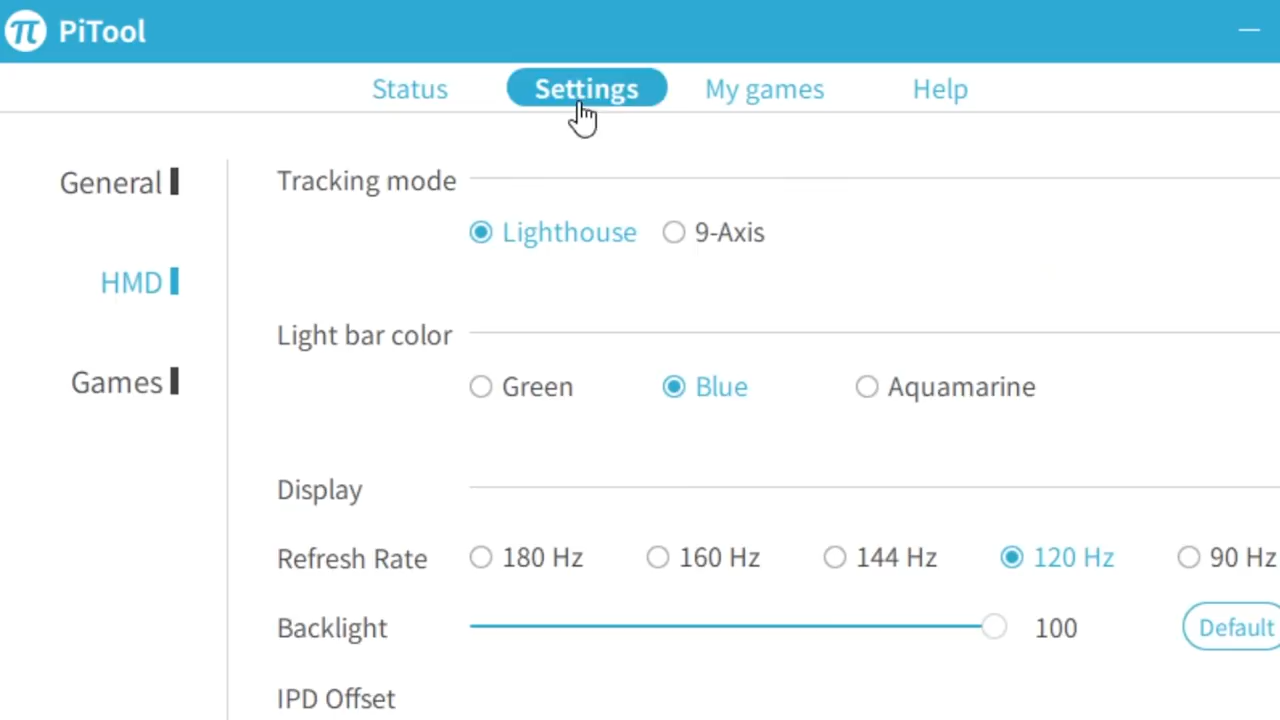 π PiTool
Status Settings My games Help
General
HMD
Games
Tracking mode
Lighthouse 9-Axis
Light bar color
Green Blue Aquamarine
Display
Refresh Rate 180 Hz 160 Hz 144 Hz 120 Hz 90 Hz
Backlight 100 Default
IPD Offset